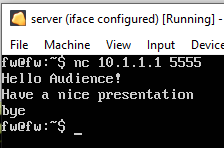 server (iface configured) [Running] -
File Machine View Input Devices
fw@fw:~$ nc 10.1.1.1 5555
Hello Audience!
Have a nice presentation
bye
fw@fw:~$ _